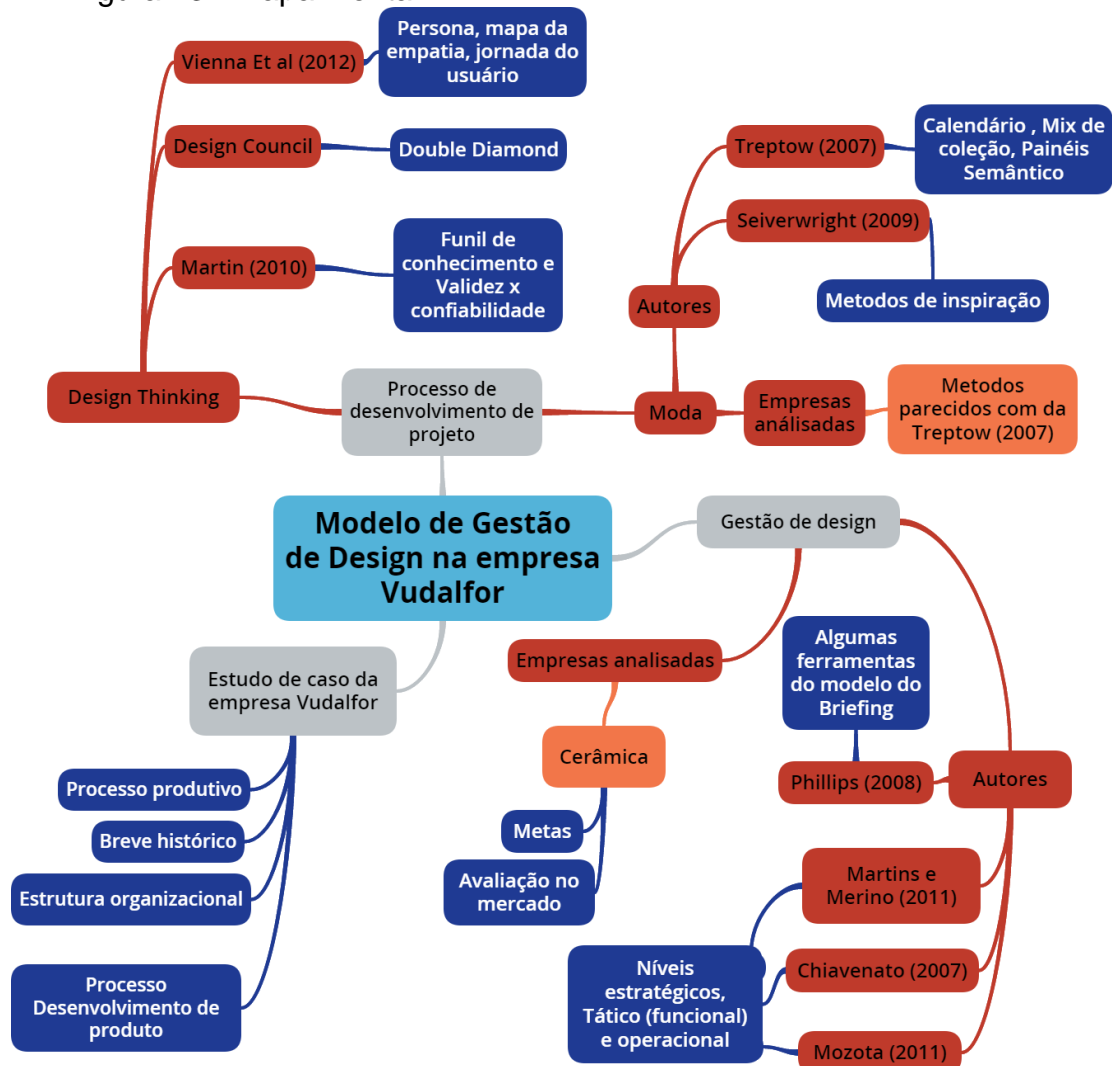 Persona, mapa da
empatia, jornada do
usuário
Vienna Et al (2012)
Design Council
Double Diamond
Martin (2010)
Funil de
conhecimento e
Validez x
confiabilidade
Design Thinking
Processo de
desenvolvimento de
projeto
Treptow (2007)
Calendário , Mix de
coleção, Painéis
Semântico
Seiverwright (2009)
Metodos de inspiração
Autores
Moda
Empresas
análisadas
Metodos
parecidos com da
Treptow (2007)
Modelo de Gestão
de Design na empresa
Vudalfor
Gestão de design
Empresas analisadas
Cerâmica
Metas
Avaliação no
mercado
Algumas
ferramentas
do modelo do
Briefing
Phillips (2008)
Autores
Martins e
Merino (2011)
Chiavenato (2007)
Mozota (2011)
Níveis
estratégicos,
Tático (funcional)
e operacional
Estudo de caso da
empresa Vudalfor
Processo produtivo
Breve histórico
Estrutura organizacional
Processo
Desenvolvimento de
produto